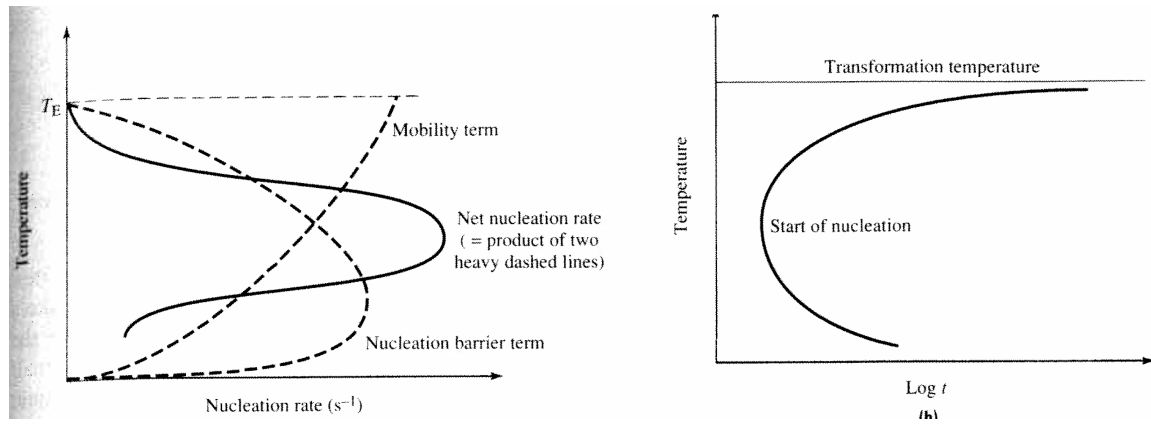 T_E
Mobility term
Temperature
Net nucleation rate
( = product of two
heavy dashed lines)
Nucleation barrier term
Nucleation rate (s⁻¹)
Transformation temperature
Temperature
Start of nucleation
Log t
(b)